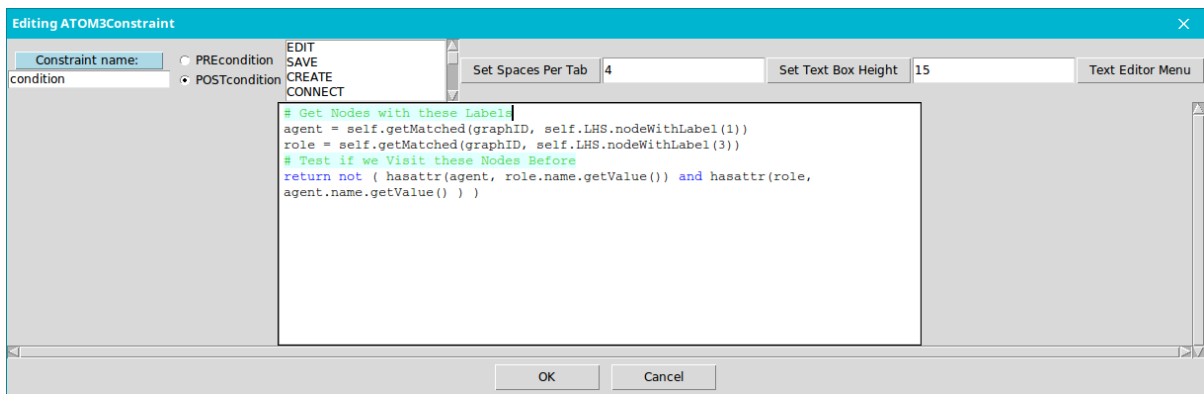 Editing ATOM3Constraint
Constraint name:
condition
PREcondition
POSTcondition
EDIT
SAVE
CREATE
CONNECT
Set Spaces Per Tab
4
Set Text Box Height
15
Text Editor Menu
# Get Nodes with these Labels
agent = self.getMatched(graphID, self.LHS.nodeWithLabel(1))
role = self.getMatched(graphID, self.LHS.nodeWithLabel(3))
# Test if we Visit these Nodes Before
return not ( hasattr(agent, role.name.getValue()) and hasattr(role,
agent.name.getValue() ) )
OK
Cancel